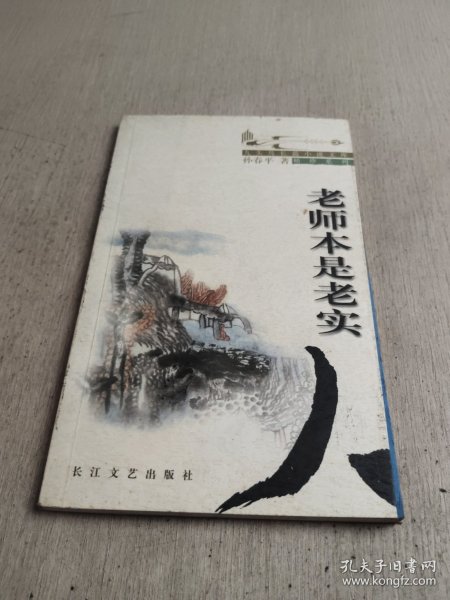 孙春平 著
老师本是老实
人
长江文艺出版社
孔夫子旧书网
www.kongfz.com